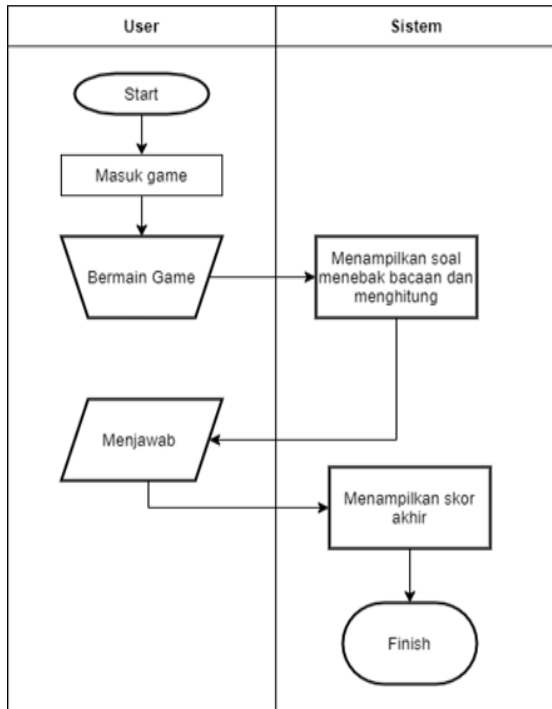 User
Sistem
Start
Masuk game
Bermain Game
Menampilkan soal
menebak bacaan dan
menghitung
Menjawab
Menampilkan skor
akhir
Finish